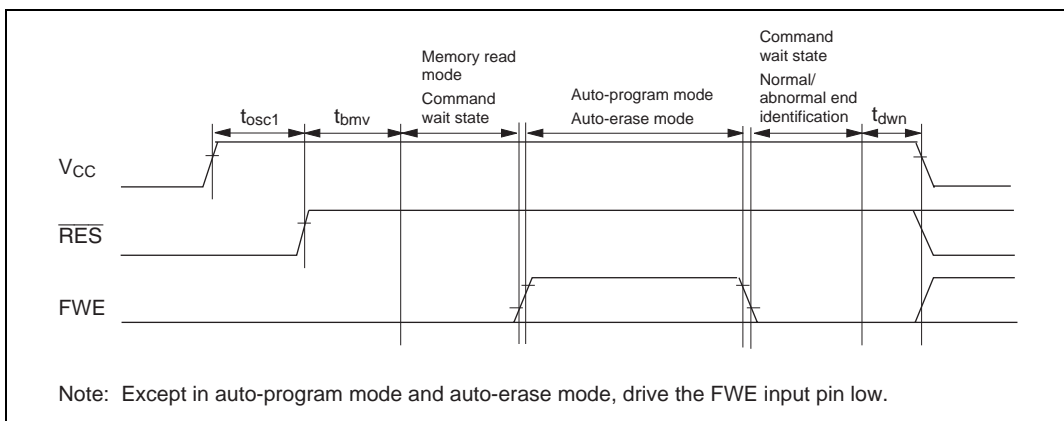 Memory read
mode
Command
wait state
Auto-program mode
Auto-erase mode
Command
wait state
Normal/
abnormal end
identification
tosc1
tbmv
tdwn
VCC
RES
FWE
Note: Except in auto-program mode and auto-erase mode, drive the FWE input pin low.